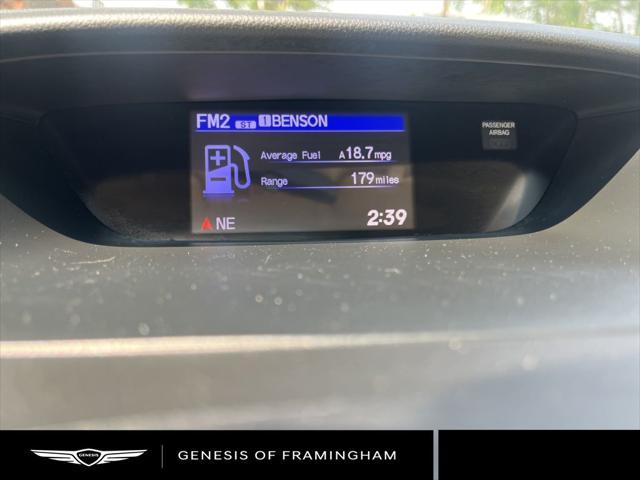 FM2 ST 1 BENSON
PASSENGER
AIRBAG
Average Fuel A 18.7 mpg
Range 179 miles
NE 2:39
GENESIS
GENESIS OF FRAMINGHAM